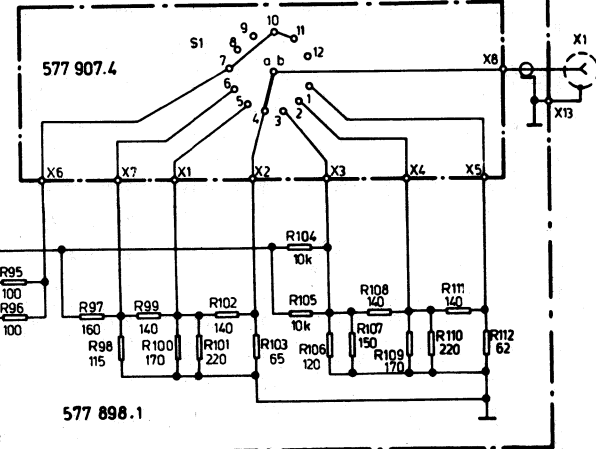 10
9
11
S1
8
12
X1
a b
X8
577 907.4
7
6
5
1
4
3
2
X13
X6
X7
X1
X2
X3
X4
X5
R104
10k
R95
100
R96
100
R97
160
R99
140
R102
140
R105
10k
R108
140
R111
140
R98
115
R100
170
R101
220
R103
65
R106
120
R107
150
R109
170
R110
220
R112
62
577 898.1